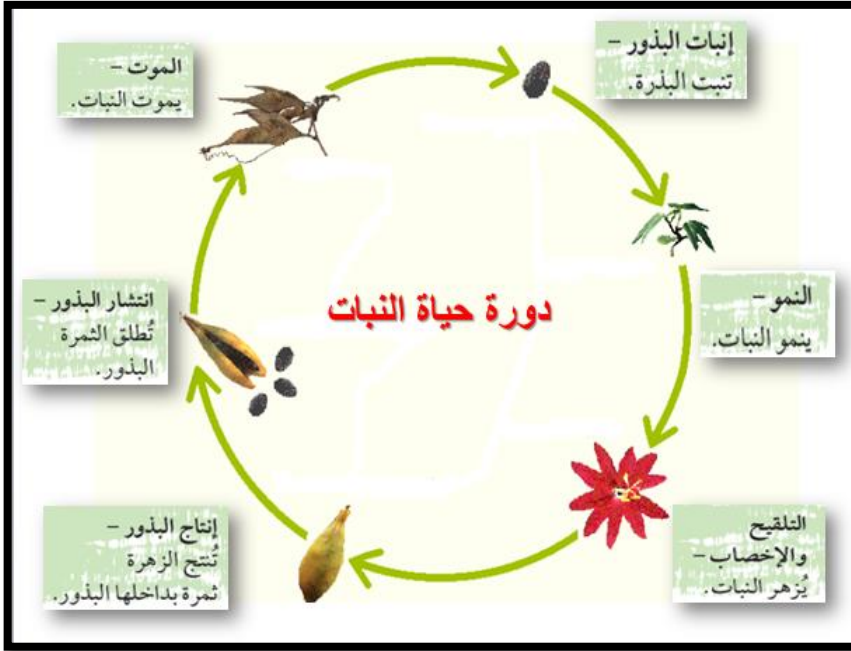 دورة حياة النبات
إنبات البذور –
تنبت البذرة.
النمو –
ينمو النبات.
التلقيح
والإخصاب –
يُزهر النبات.
إنتاج البذور –
تُنتج الزهرة
ثمرة بداخلها البذور.
انتشار البذور –
تُطلق الثمرة
البذور.
الموت –
يموت النبات.